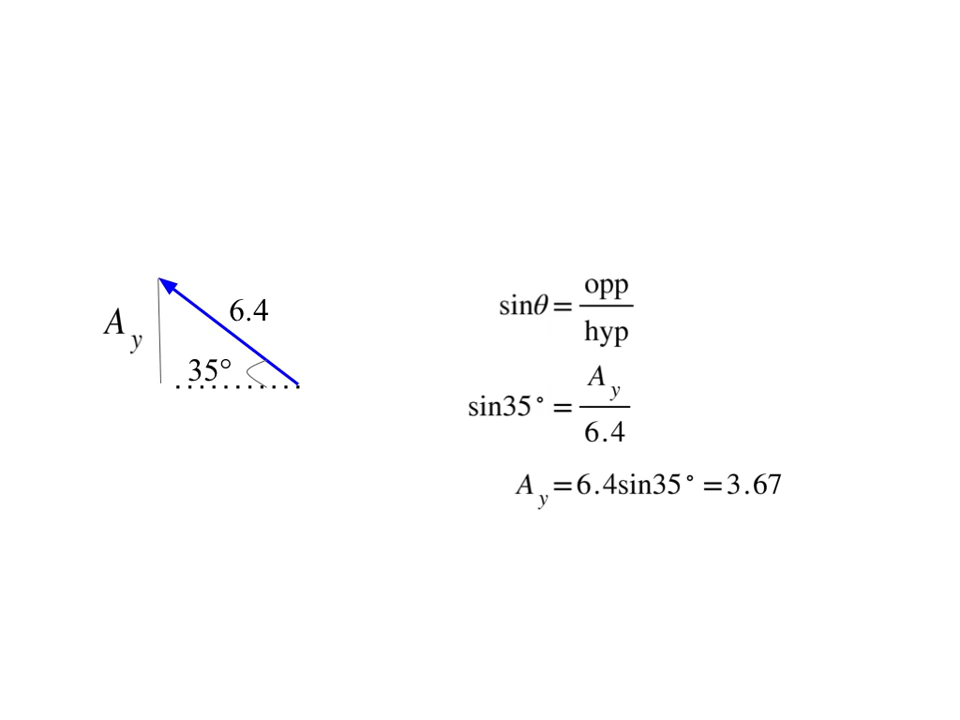 A_y
6.4
35°
sinθ = opp/hyp
sin35° = A_y/6.4
A_y = 6.4sin35° = 3.67